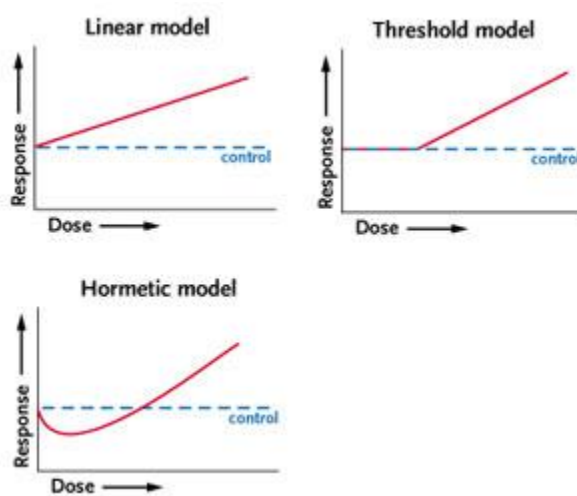 Linear model
Response
control
Dose
Threshold model
Response
control
Dose
Hormetic model
Response
control
Dose